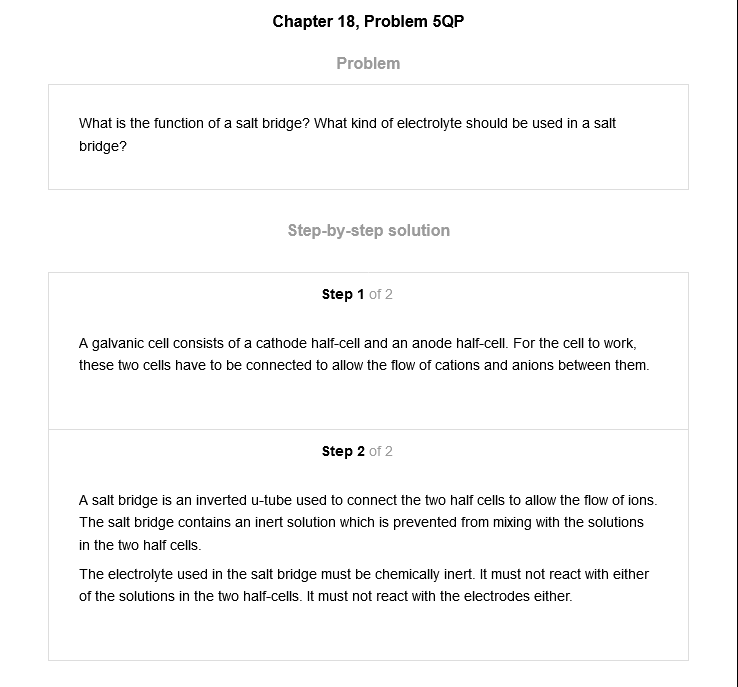 Chapter 18, Problem 5QP
Problem
What is the function of a salt bridge? What kind of electrolyte should be used in a salt
bridge?
Step-by-step solution
Step 1 of 2
A galvanic cell consists of a cathode half-cell and an anode half-cell. For the cell to work,
these two cells have to be connected to allow the flow of cations and anions between them.
Step 2 of 2
A salt bridge is an inverted u-tube used to connect the two half cells to allow the flow of ions.
The salt bridge contains an inert solution which is prevented from mixing with the solutions
in the two half cells.
The electrolyte used in the salt bridge must be chemically inert. It must not react with either
of the solutions in the two half-cells. It must not react with the electrodes either.